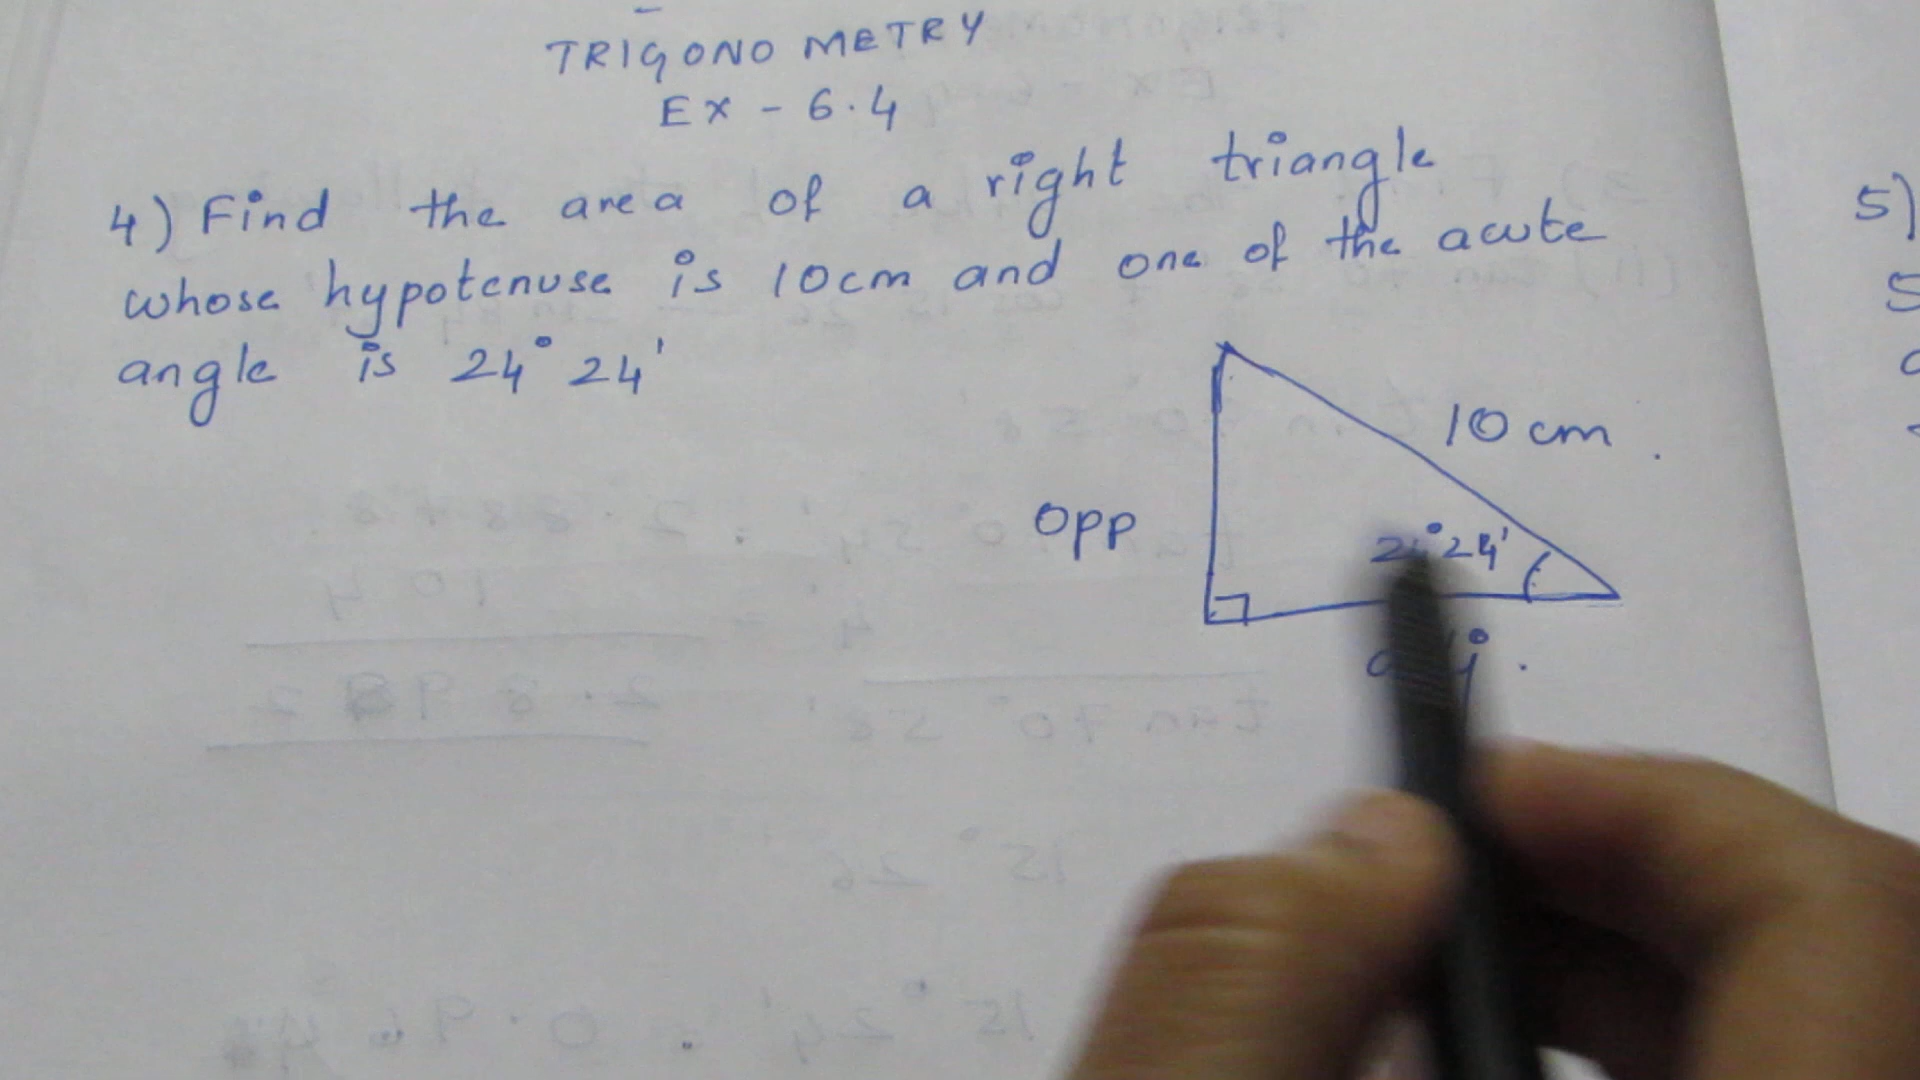 TRIGONOMETRY
EX - 6.4
4) Find the area of a right triangle
whose hypotenuse is 10cm and one of the acute
angle is 24° 24'
10 cm
opp
24° 24'
5)